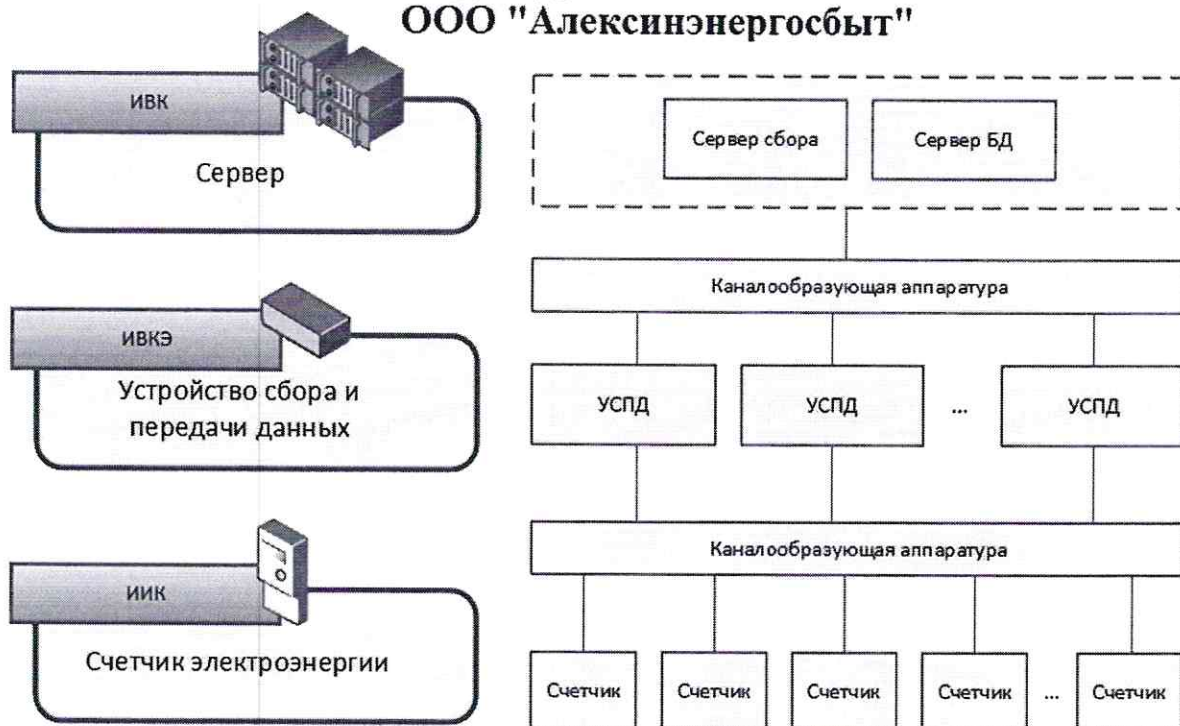 ООО "Алексинэнергосбыт"
ИВК
Сервер
ИВКЭ
Устройство сбора и
передачи данных
ИИК
Счетчик электроэнергии
Сервер сбора
Сервер БД
Каналообразующая аппаратура
УСПД
УСПД
...
УСПД
Каналообразующая аппаратура
Счетчик
Счетчик
Счетчик
Счетчик
...
Счетчик